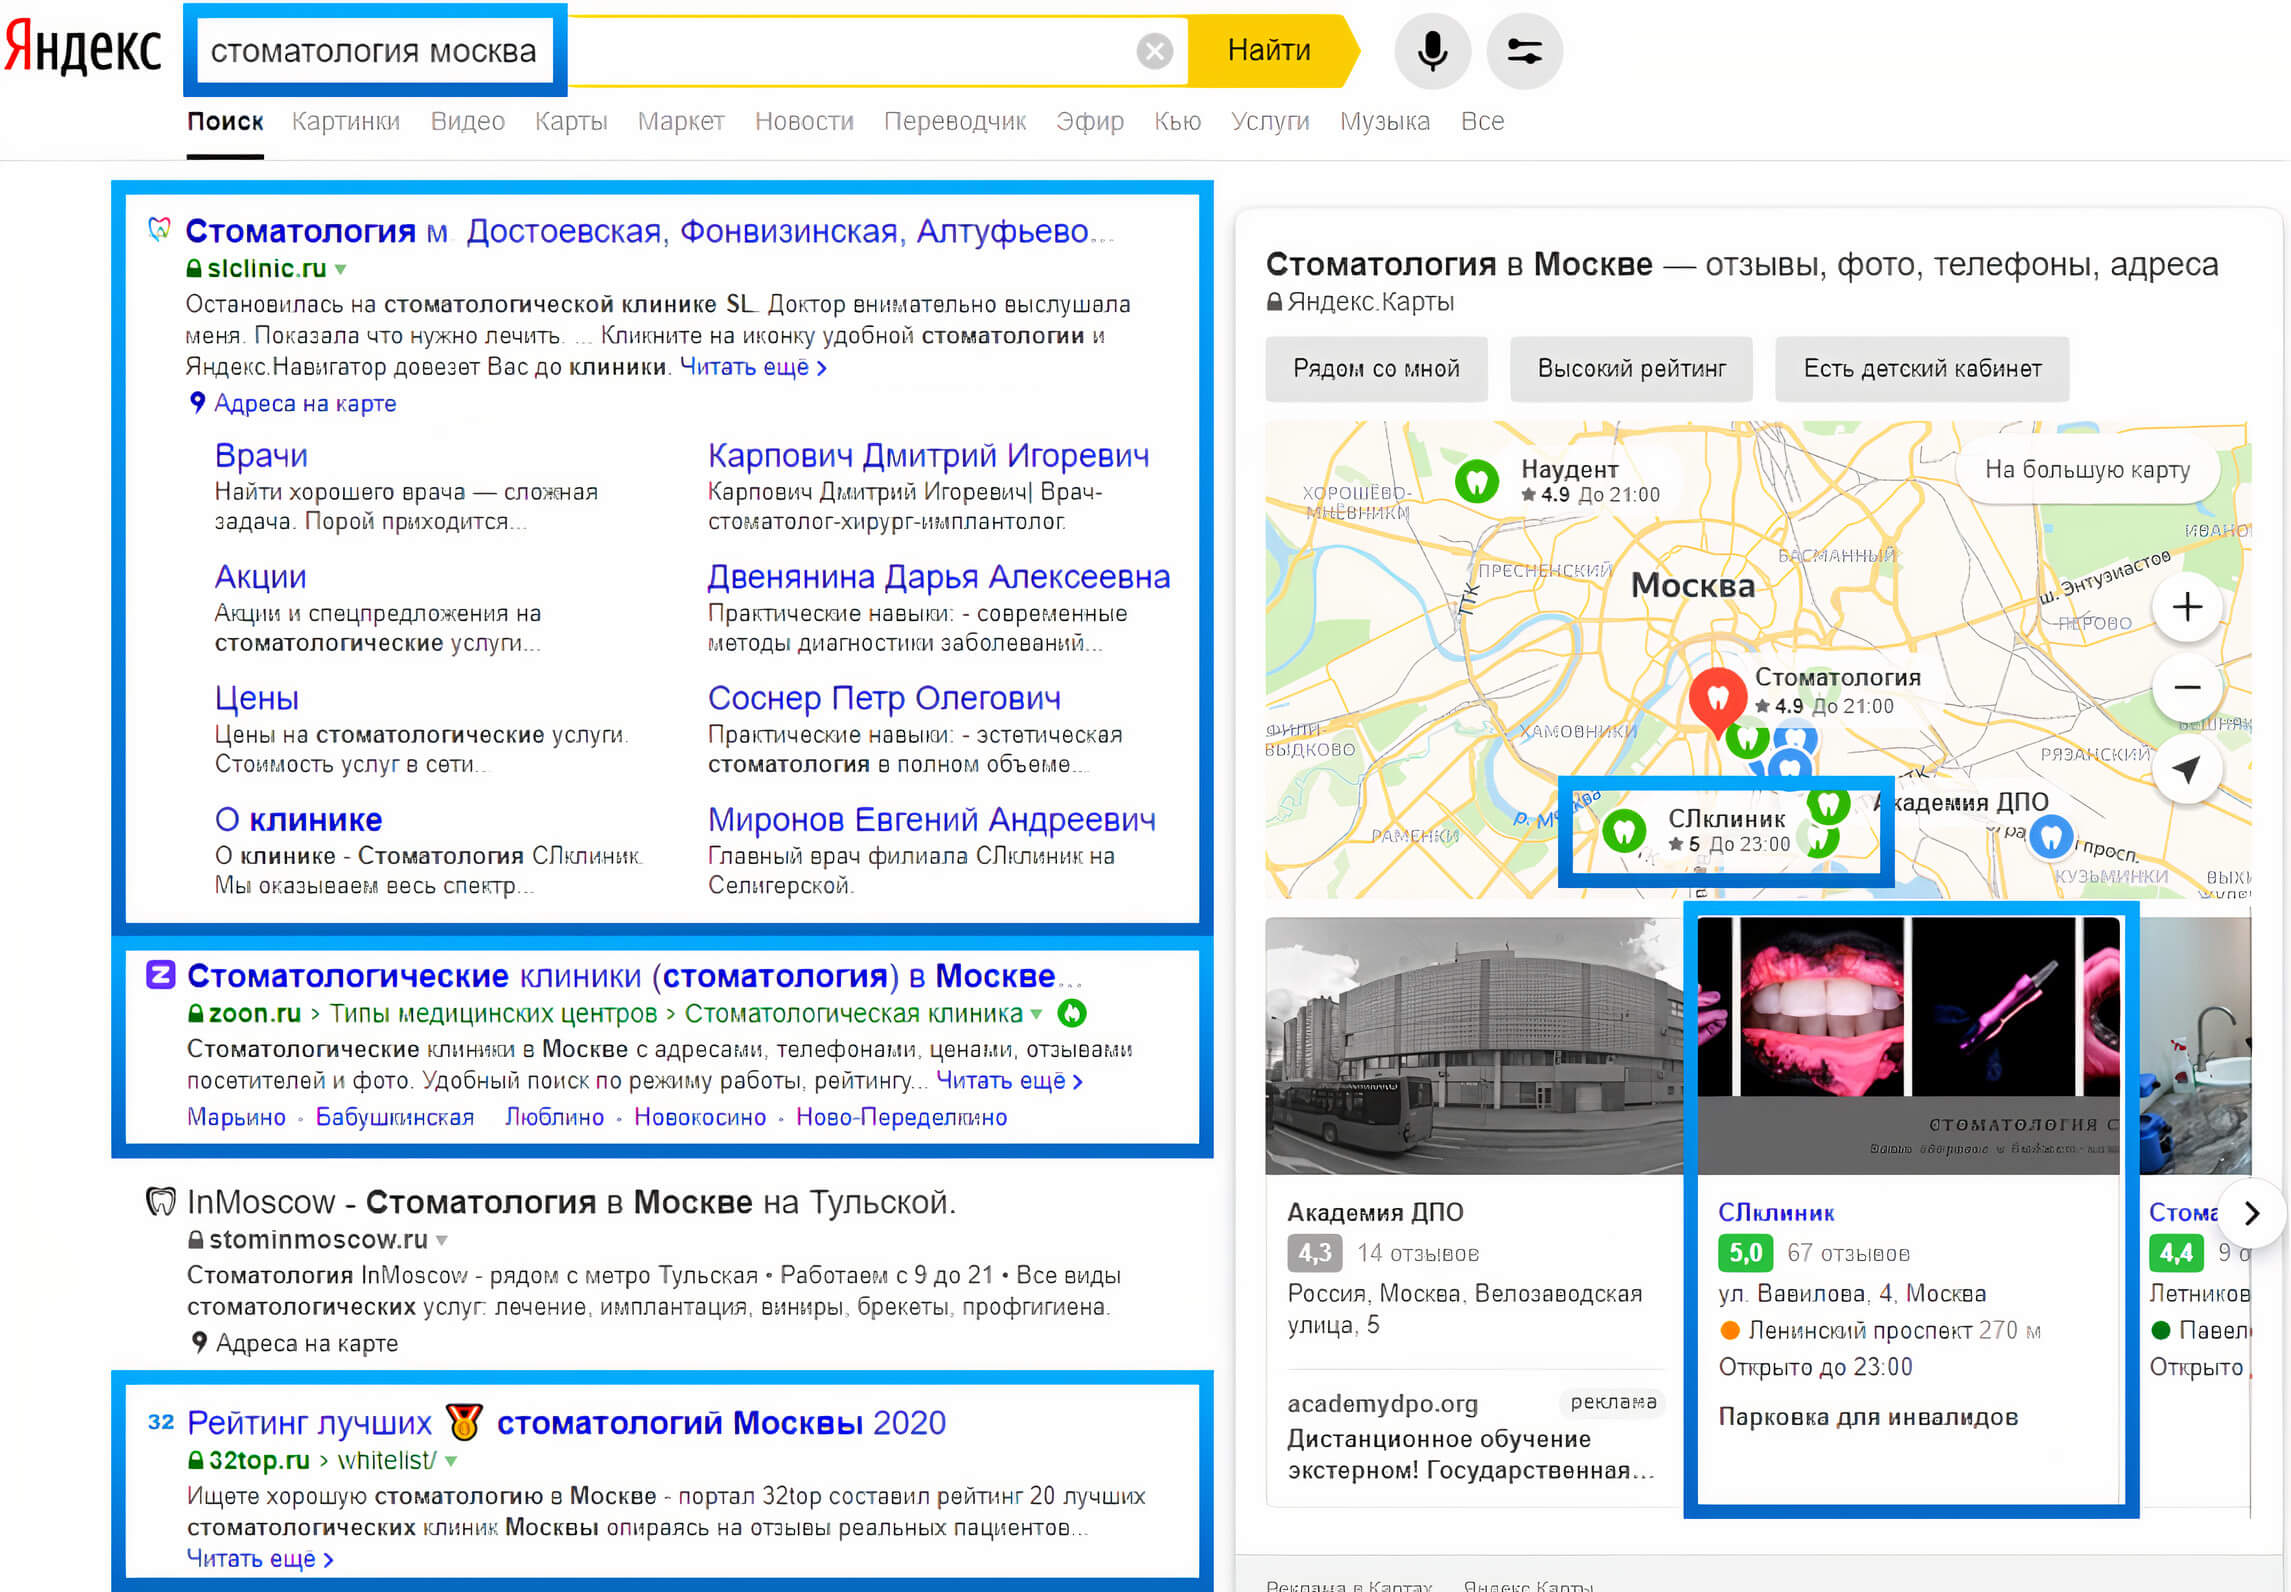 Яндекс
стоматология москва
Найти
Поиск Картинки Видео Карты Маркет Новости Переводчик Эфир Кью Услуги Музыка Все
Стоматология м. Достоевская, Фонвизинская, Алтуфьево...
slclinic.ru
Остановилась на стоматологической клинике SL. Доктор внимательно выслушала
меня. Показала что нужно лечить. ... Кликните на иконку удобной стоматологии и
Яндекс.Навигатор довезет Вас до клиники. Читать ещё >
Адреса на карте
Врачи
Найти хорошего врача — сложная
задача. Порой приходится...
Карпович Дмитрий Игоревич
Карпович Дмитрий Игоревич| Врач-
стоматолог-хирург-имплантолог.
Акции
Акции и спецпредложения на
стоматологические услуги...
Двенянина Дарья Алексеевна
Практические навыки: - современные
методы диагностики заболеваний...
Цены
Цены на стоматологические услуги.
Стоимость услуг в сети...
Соснер Петр Олегович
Практические навыки: - эстетическая
стоматология в полном объеме...
О клинике
О клинике - Стоматология СЛклиник.
Мы оказываем весь спектр...
Миронов Евгений Андреевич
Главный врач филиала СЛклиник на
Селигерской.
Стоматологические клиники (стоматология) в Москве...
zoon.ru > Типы медицинских центров > Стоматологическая клиника
Стоматологические клиники в Москве с адресами, телефонами, ценами, отзывами
посетителей и фото. Удобный поиск по режиму работы, рейтингу... Читать ещё >
Марьино · Бабушкинская Люблино · Новокосино · Ново-Переделкино
InMoscow - Стоматология в Москве на Тульской.
stominmoscow.ru
Стоматология InMoscow - рядом с метро Тульская • Работаем с 9 до 21 • Все виды
стоматологических услуг: лечение, имплантация, виниры, брекеты, профгигиена.
Адреса на карте
32 Рейтинг лучших стоматологий Москвы 2020
32top.ru > whitelist/
Ищете хорошую стоматологию в Москве - портал 32top составил рейтинг 20 лучших
стоматологических клиник Москвы опираясь на отзывы реальных пациентов...
Читать ещё >
Стоматология в Москве — отзывы, фото, телефоны, адреса
Яндекс.Карты
Рядом со мной Высокий рейтинг Есть детский кабинет
Наудент
4.9 До 21:00
На большую карту
ХОРОШЁВО-
МНЁВНИКИ
ИВАНО
БАСМАННЫЙ
ПРЕСНЕНСКИЙ
Москва
ш. Энтузиастов
ТТК
ПЕРОВО
Стоматология
4.9 До 21:00
ФИЛИ-
ВЫДКОВО
ХАМОВНИКИ
РЯЗАНСКИЙ
СЛклиник
5 До 23:00
Академия ДПО
РАМЕНКИ
просп.
КУЗЬМИНКИ
СТОМАТОЛОГИЯ С
Академия ДПО
4,3 14 отзывов
Россия, Москва, Велозаводская
улица, 5
academydpo.org реклама
Дистанционное обучение
экстерном! Государственная...
СЛклиник
5,0 67 отзывов
ул. Вавилова, 4, Москва
Ленинский проспект 270 м
Открыто до 23:00
Парковка для инвалидов
Стома
4,4 9 о
Летников
Павел
Открыто
Реклама в Картах Яндекс Карты